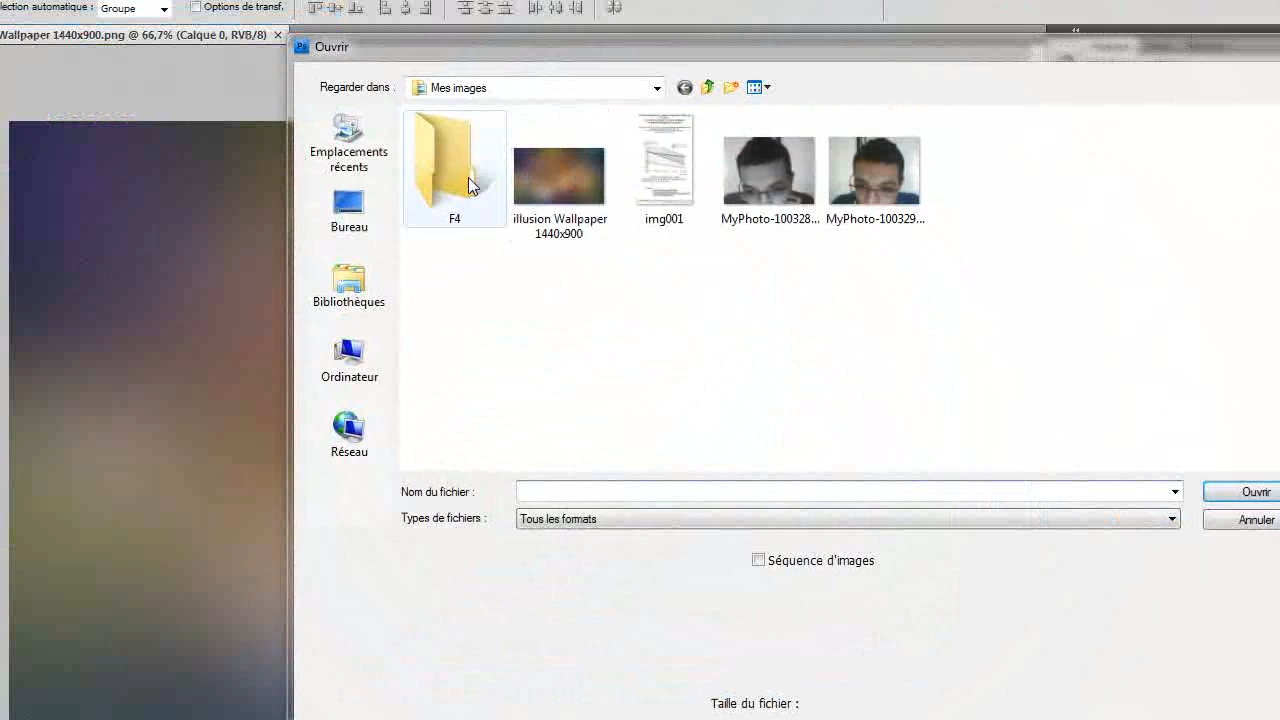 lection automatique : Groupe Options de transf.
Wallpaper 1440x900.png @ 66,7% (Calque 0, RVB/8) ×
Ps Ouvrir
Regarder dans : Mes images
Emplacements
récents
Bureau
Bibliothèques
Ordinateur
Réseau
F4
illusion Wallpaper
1440x900
img001
MyPhoto-100328...
MyPhoto-100329...
Nom du fichier :
Ouvrir
Types de fichiers : Tous les formats
Annuler
Séquence d'images
Taille du fichier :